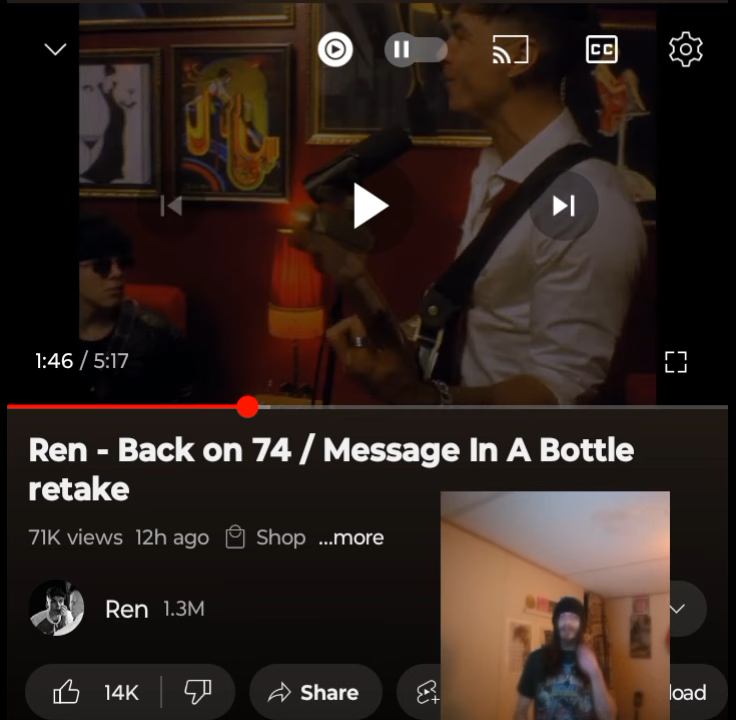 CC
1:46 / 5:17
Ren - Back on 74 / Message In A Bottle
retake
71K views 12h ago Shop ...more
Ren 1.3M
14K Share load